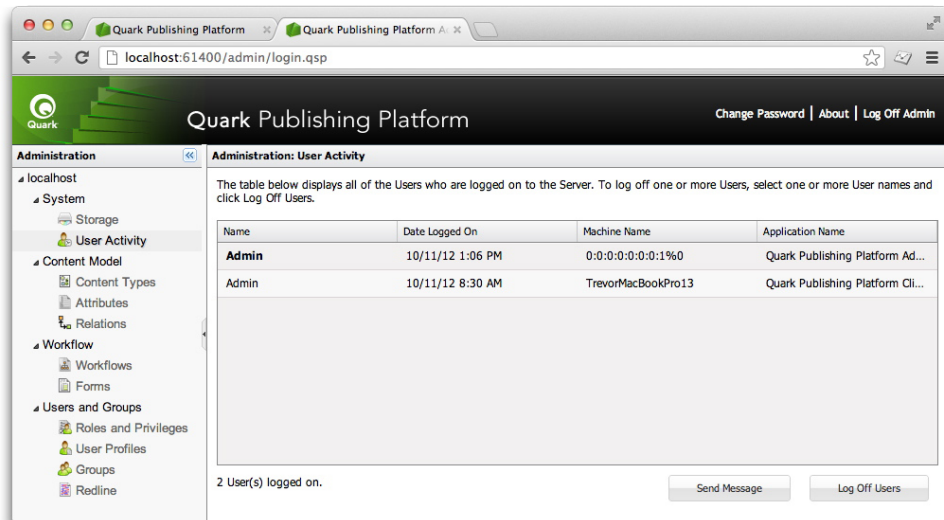 Quark Publishing Platform
Quark Publishing Platform Ac
localhost:61400/admin/login.qsp
Quark
Quark Publishing Platform
Change Password | About | Log Off Admin
Administration
Administration: User Activity
localhost
System
Storage
User Activity
Content Model
Content Types
Attributes
Relations
Workflow
Workflows
Forms
Users and Groups
Roles and Privileges
User Profiles
Groups
Redline
The table below displays all of the Users who are logged on to the Server. To log off one or more Users, select one or more User names and
click Log Off Users.
Name Date Logged On Machine Name Application Name
Admin 10/11/12 1:06 PM 0:0:0:0:0:0:0:1%0 Quark Publishing Platform Ad...
Admin 10/11/12 8:30 AM TrevorMacBookPro13 Quark Publishing Platform Cli...
2 User(s) logged on.
Send Message
Log Off Users